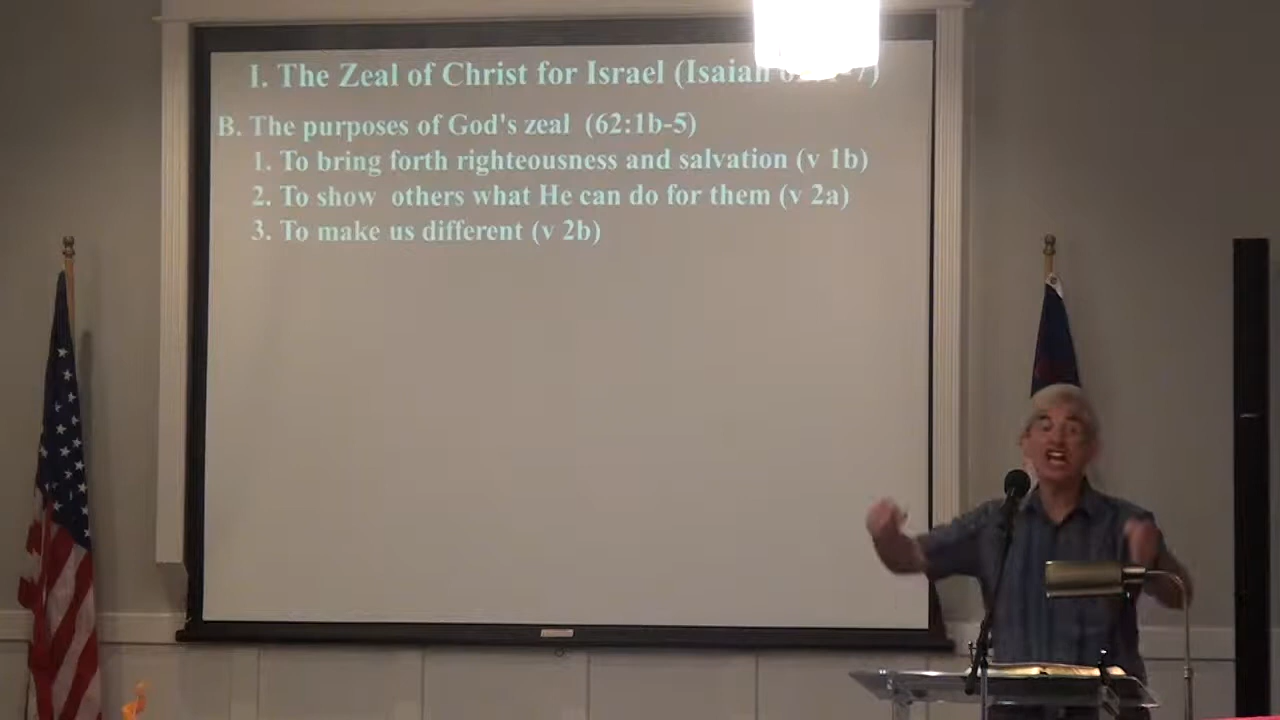 I. The Zeal of Christ for Israel (Isaiah
B. The purposes of God's zeal (62:1b-5)
1. To bring forth righteousness and salvation (v 1b)
2. To show others what He can do for them (v 2a)
3. To make us different (v 2b)